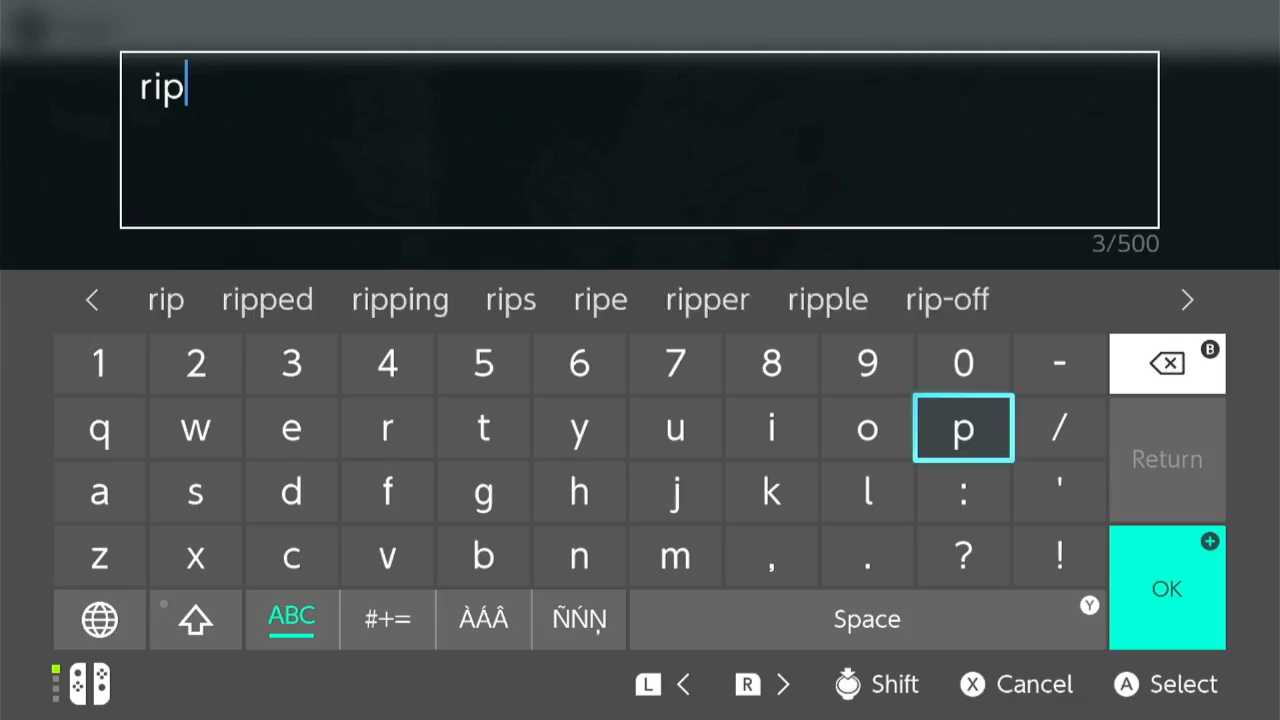 rip
3/500
rip ripped ripping rips ripe ripper ripple rip-off
1 2 3 4 5 6 7 8 9 0 - B
q w e r t y u i o p /
Return
a s d f g h j k l : '
z x c v b n m , . ? !
+
OK
ABC #+= ÀÁÂ ÑŃŅ Space Y
L R Shift X Cancel A Select